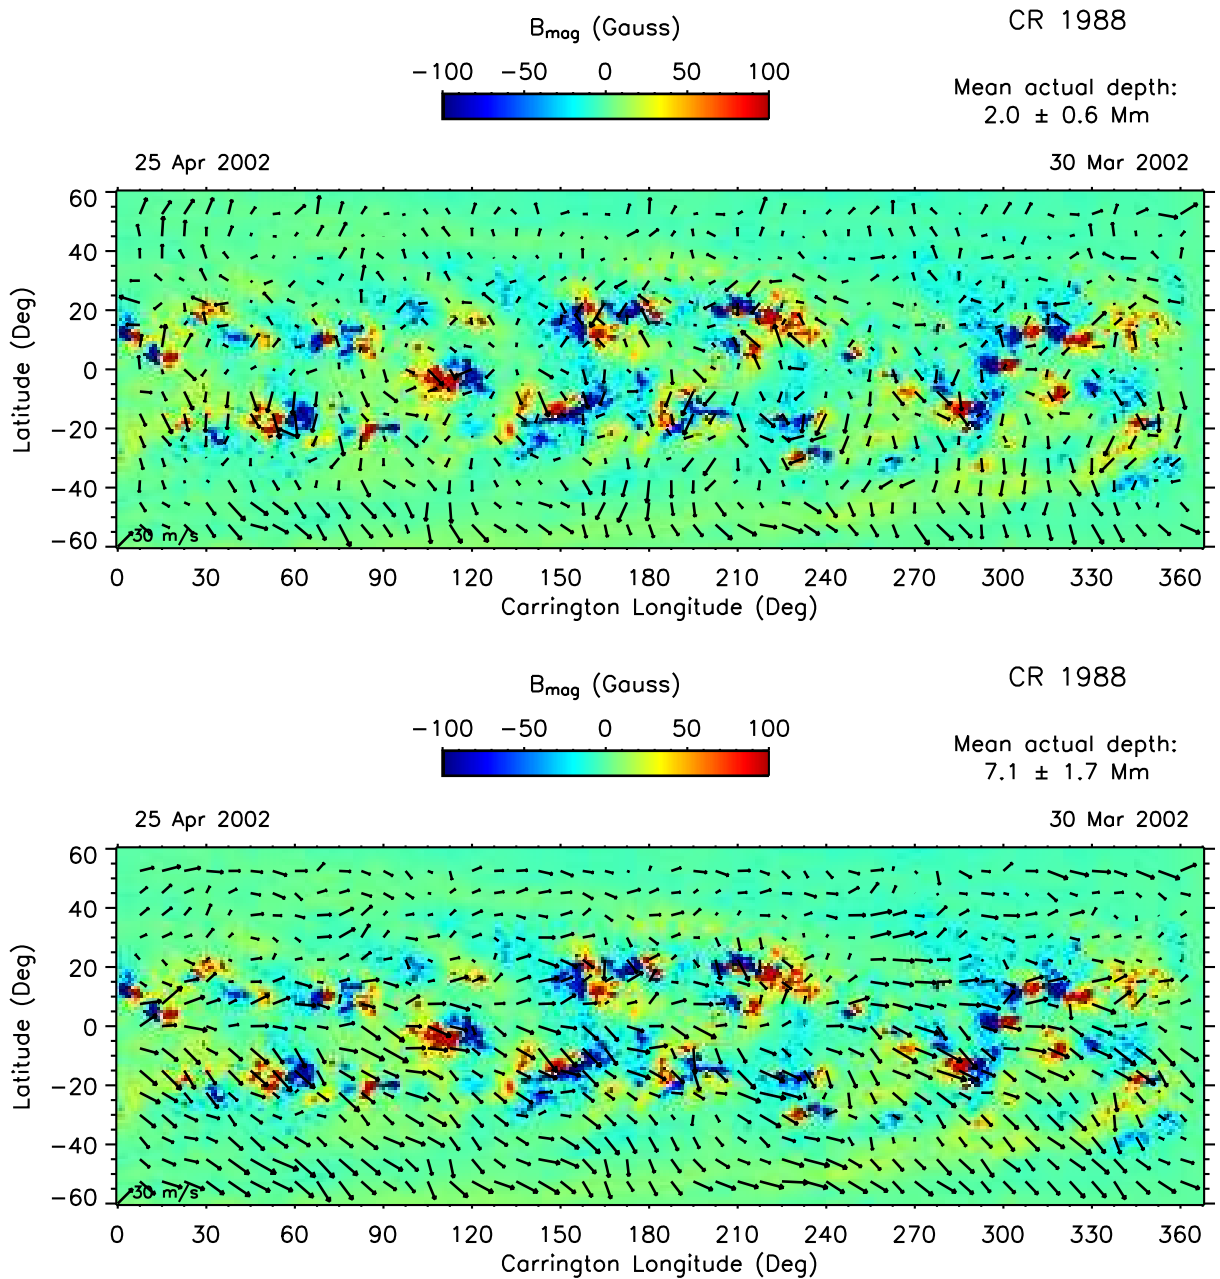 CR 1988
B_mag (Gauss)
−100 −50 0 50 100
Mean actual depth:
2.0 ± 0.6 Mm
25 Apr 2002 30 Mar 2002
60
40
20
0
−20
−40
−60
Latitude (Deg)
30 m/s
0 30 60 90 120 150 180 210 240 270 300 330 360
Carrington Longitude (Deg)
CR 1988
B_mag (Gauss)
−100 −50 0 50 100
Mean actual depth:
7.1 ± 1.7 Mm
25 Apr 2002 30 Mar 2002
60
40
20
0
−20
−40
−60
Latitude (Deg)
30 m/s
0 30 60 90 120 150 180 210 240 270 300 330 360
Carrington Longitude (Deg)